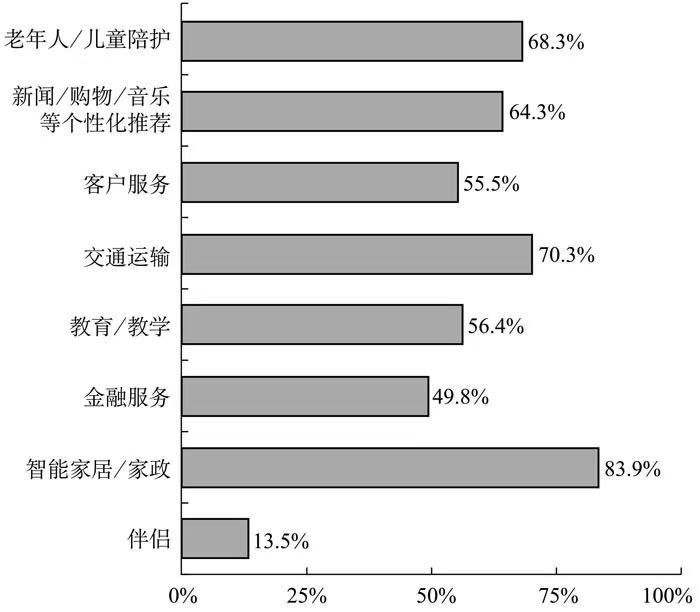 老年人/儿童陪护
68.3%
新闻/购物/音乐
等个性化推荐
64.3%
客户服务
55.5%
交通运输
70.3%
教育/教学
56.4%
金融服务
49.8%
智能家居/家政
83.9%
伴侣
13.5%
0% 25% 50% 75% 100%